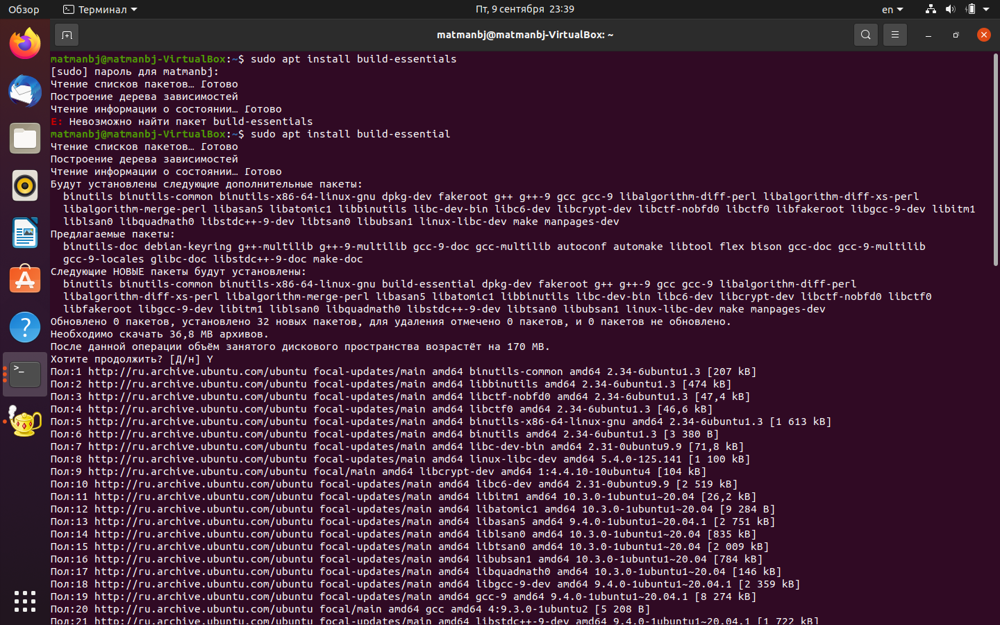 Обзор
Терминал
Пт, 9 сентября 23:39
en
matmanbj@matmanbj-VirtualBox: ~
matmanbj@matmanbj-VirtualBox:~$ sudo apt install build-essentials
[sudo] пароль для matmanbj:
Чтение списков пакетов… Готово
Построение дерева зависимостей
Чтение информации о состоянии… Готово
E: Невозможно найти пакет build-essentials
matmanbj@matmanbj-VirtualBox:~$ sudo apt install build-essential
Чтение списков пакетов… Готово
Построение дерева зависимостей
Чтение информации о состоянии… Готово
Будут установлены следующие дополнительные пакеты:
binutils binutils-common binutils-x86-64-linux-gnu dpkg-dev fakeroot g++ g++-9 gcc gcc-9 libalgorithm-diff-perl libalgorithm-diff-xs-perl
libalgorithm-merge-perl libasan5 libatomic1 libbinutils libc-dev-bin libc6-dev libcrypt-dev libctf-nobfd0 libctf0 libfakeroot libgcc-9-dev libitm1
liblsan0 libquadmath0 libstdc++-9-dev libtsan0 libubsan1 linux-libc-dev make manpages-dev
Предлагаемые пакеты:
binutils-doc debian-keyring g++-multilib g++-9-multilib gcc-9-doc gcc-multilib autoconf automake libtool flex bison gcc-doc gcc-9-multilib
gcc-9-locales glibc-doc libstdc++-9-doc make-doc
Следующие НОВЫЕ пакеты будут установлены:
binutils binutils-common binutils-x86-64-linux-gnu build-essential dpkg-dev fakeroot g++ g++-9 gcc gcc-9 libalgorithm-diff-perl
libalgorithm-diff-xs-perl libalgorithm-merge-perl libasan5 libatomic1 libbinutils libc-dev-bin libc6-dev libcrypt-dev libctf-nobfd0 libctf0
libfakeroot libgcc-9-dev libitm1 liblsan0 libquadmath0 libstdc++-9-dev libtsan0 libubsan1 linux-libc-dev make manpages-dev
Обновлено 0 пакетов, установлено 32 новых пакетов, для удаления отмечено 0 пакетов, и 0 пакетов не обновлено.
Необходимо скачать 36,8 MB архивов.
После данной операции объём занятого дискового пространства возрастёт на 170 MB.
Хотите продолжить? [Д/н] Y
Пол:1 http://ru.archive.ubuntu.com/ubuntu focal-updates/main amd64 binutils-common amd64 2.34-6ubuntu1.3 [207 kB]
Пол:2 http://ru.archive.ubuntu.com/ubuntu focal-updates/main amd64 libbinutils amd64 2.34-6ubuntu1.3 [474 kB]
Пол:3 http://ru.archive.ubuntu.com/ubuntu focal-updates/main amd64 libctf-nobfd0 amd64 2.34-6ubuntu1.3 [47,4 kB]
Пол:4 http://ru.archive.ubuntu.com/ubuntu focal-updates/main amd64 libctf0 amd64 2.34-6ubuntu1.3 [46,6 kB]
Пол:5 http://ru.archive.ubuntu.com/ubuntu focal-updates/main amd64 binutils-x86-64-linux-gnu amd64 2.34-6ubuntu1.3 [1 613 kB]
Пол:6 http://ru.archive.ubuntu.com/ubuntu focal-updates/main amd64 binutils amd64 2.34-6ubuntu1.3 [3 380 B]
Пол:7 http://ru.archive.ubuntu.com/ubuntu focal-updates/main amd64 libc-dev-bin amd64 2.31-0ubuntu9.9 [71,8 kB]
Пол:8 http://ru.archive.ubuntu.com/ubuntu focal-updates/main amd64 linux-libc-dev amd64 5.4.0-125.141 [1 100 kB]
Пол:9 http://ru.archive.ubuntu.com/ubuntu focal/main amd64 libcrypt-dev amd64 1:4.4.10-10ubuntu4 [104 kB]
Пол:10 http://ru.archive.ubuntu.com/ubuntu focal-updates/main amd64 libc6-dev amd64 2.31-0ubuntu9.9 [2 519 kB]
Пол:11 http://ru.archive.ubuntu.com/ubuntu focal-updates/main amd64 libitm1 amd64 10.3.0-1ubuntu1~20.04 [26,2 kB]
Пол:12 http://ru.archive.ubuntu.com/ubuntu focal-updates/main amd64 libatomic1 amd64 10.3.0-1ubuntu1~20.04 [9 284 B]
Пол:13 http://ru.archive.ubuntu.com/ubuntu focal-updates/main amd64 libasan5 amd64 9.4.0-1ubuntu1~20.04.1 [2 751 kB]
Пол:14 http://ru.archive.ubuntu.com/ubuntu focal-updates/main amd64 liblsan0 amd64 10.3.0-1ubuntu1~20.04 [835 kB]
Пол:15 http://ru.archive.ubuntu.com/ubuntu focal-updates/main amd64 libtsan0 amd64 10.3.0-1ubuntu1~20.04 [2 009 kB]
Пол:16 http://ru.archive.ubuntu.com/ubuntu focal-updates/main amd64 libubsan1 amd64 10.3.0-1ubuntu1~20.04 [784 kB]
Пол:17 http://ru.archive.ubuntu.com/ubuntu focal-updates/main amd64 libquadmath0 amd64 10.3.0-1ubuntu1~20.04 [146 kB]
Пол:18 http://ru.archive.ubuntu.com/ubuntu focal-updates/main amd64 libgcc-9-dev amd64 9.4.0-1ubuntu1~20.04.1 [2 359 kB]
Пол:19 http://ru.archive.ubuntu.com/ubuntu focal-updates/main amd64 gcc-9 amd64 9.4.0-1ubuntu1~20.04.1 [8 274 kB]
Пол:20 http://ru.archive.ubuntu.com/ubuntu focal/main amd64 gcc amd64 4:9.3.0-1ubuntu2 [5 208 B]
Пол:21 http://ru.archive.ubuntu.com/ubuntu focal-updates/main amd64 libstdc++-9-dev amd64 9.4.0-1ubuntu1~20.04.1 [1 722 kB]